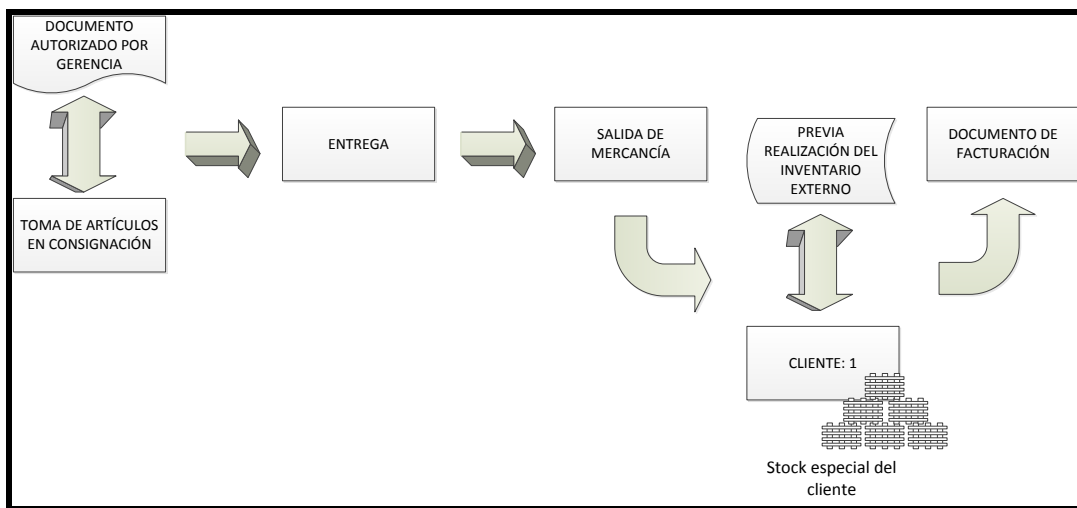 DOCUMENTO
AUTORIZADO POR
GERENCIA
TOMA DE ARTÍCULOS
EN CONSIGNACIÓN
ENTREGA
SALIDA DE
MERCANCÍA
PREVIA
REALIZACIÓN DEL
INVENTARIO
EXTERNO
DOCUMENTO DE
FACTURACIÓN
CLIENTE: 1
Stock especial del
cliente